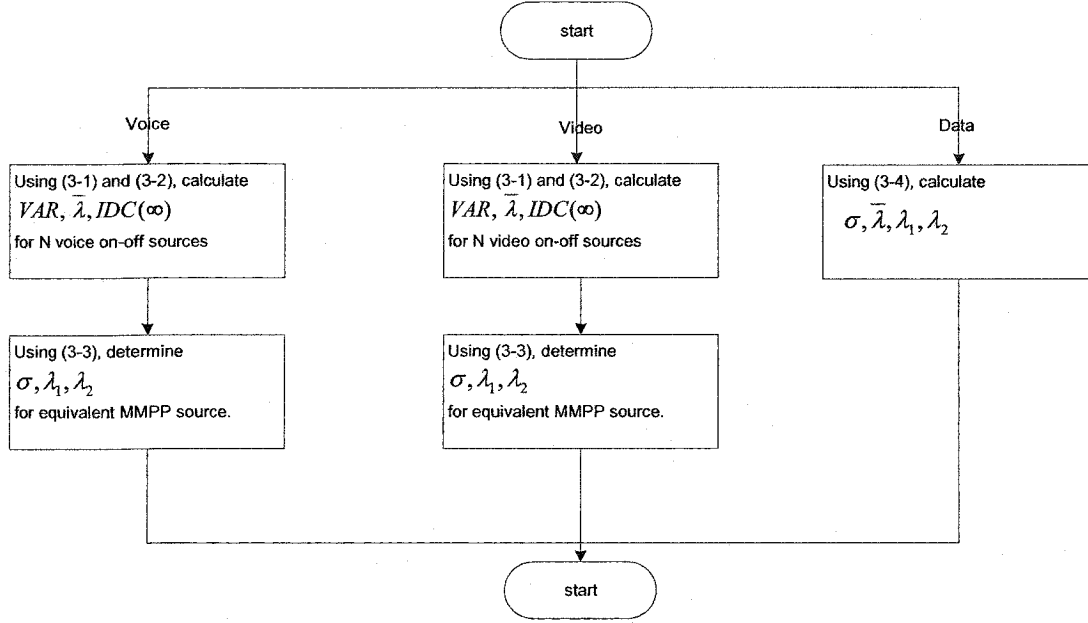 start
Voice
Video
Data
Using (3-1) and (3-2), calculate
VAR, λ̅, IDC(∞)
for N voice on-off sources
Using (3-1) and (3-2), calculate
VAR, λ̅, IDC(∞)
for N video on-off sources
Using (3-4), calculate
σ, λ̅, λ₁, λ₂
Using (3-3), determine
σ, λ₁, λ₂
for equivalent MMPP source.
Using (3-3), determine
σ, λ₁, λ₂
for equivalent MMPP source.
start